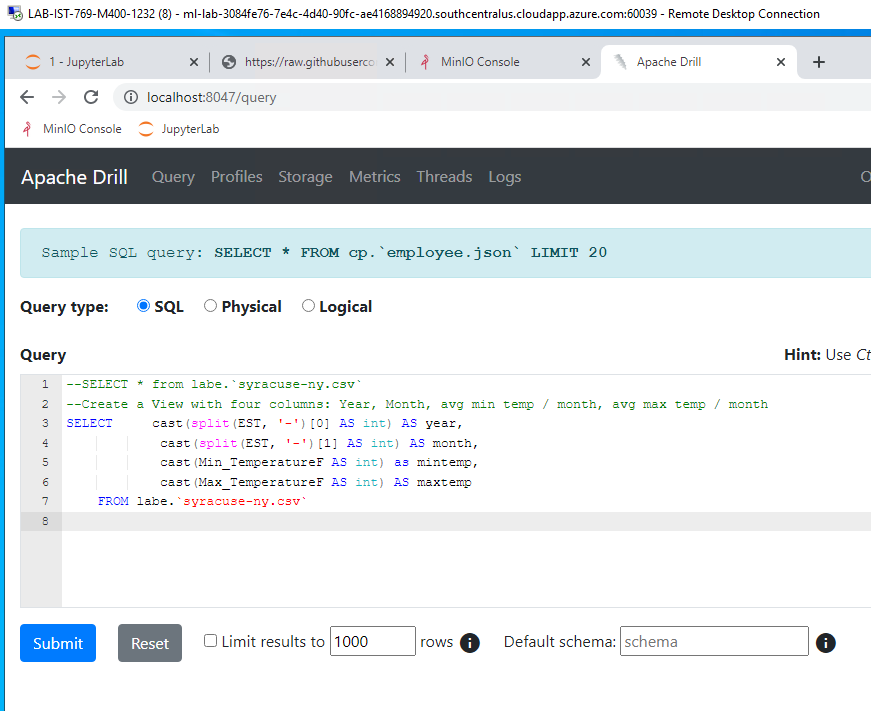 LAB-IST-769-M400-1232 (8) - ml-lab-3084fe76-7e4c-4d40-90fc-ae4168894920.southcentralus.cloudapp.azure.com:60039 - Remote Desktop Connection
1 - JupyterLab
https://raw.githubuserco
MinIO Console
Apache Drill
localhost:8047/query
MinIO Console JupyterLab
Apache Drill Query Profiles Storage Metrics Threads Logs
Sample SQL query: SELECT * FROM cp.`employee.json` LIMIT 20
Query type: SQL Physical Logical
Query Hint: Use Ct
1 --SELECT * from labe.`syracuse-ny.csv`
2 --Create a View with four columns: Year, Month, avg min temp / month, avg max temp / month
3 SELECT cast(split(EST, '-')[0] AS int) AS year,
4 cast(split(EST, '-')[1] AS int) AS month,
5 cast(Min_TemperatureF AS int) as mintemp,
6 cast(Max_TemperatureF AS int) AS maxtemp
7 FROM labe.`syracuse-ny.csv`
8
Submit Reset Limit results to 1000 rows Default schema: schema